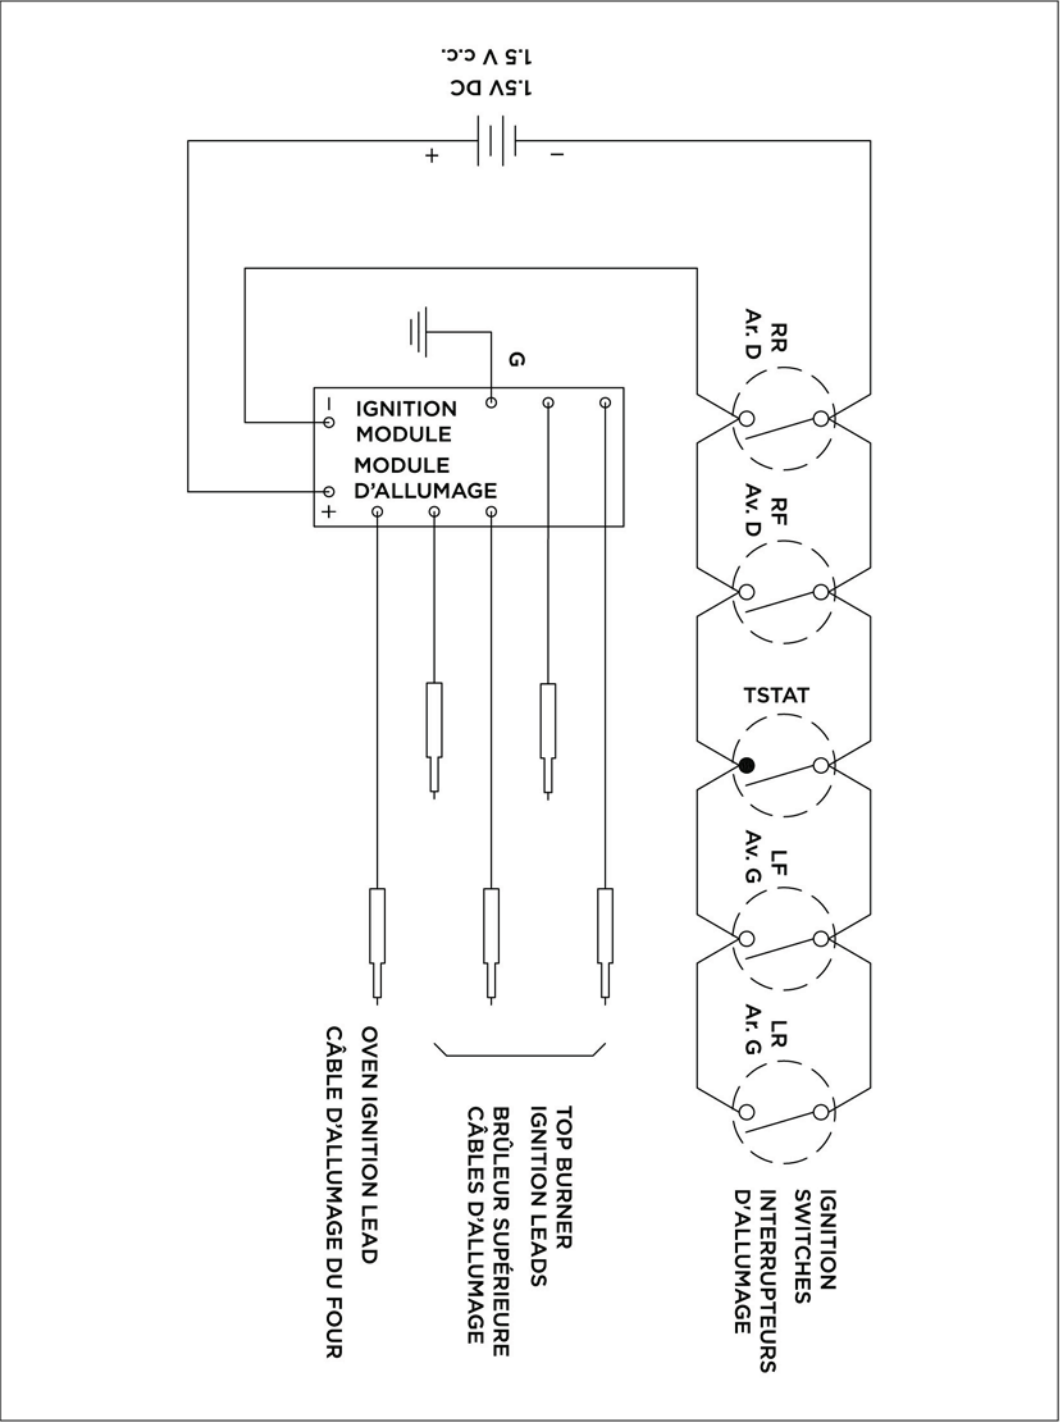 1.5V DC
1.5 V c.c.
+
−
RR
Ar. D
G
−
IGNITION
MODULE
MODULE
D'ALLUMAGE
+
RF
Av. D
TSTAT
LF
Av. G
LR
Ar. G
OVEN IGNITION LEAD
CÂBLE D'ALLUMAGE DU FOUR
TOP BURNER
IGNITION LEADS
BRÛLEUR SUPÉRIEURE
CÂBLES D'ALLUMAGE
IGNITION
SWITCHES
INTERRUPTEURS
D'ALLUMAGE